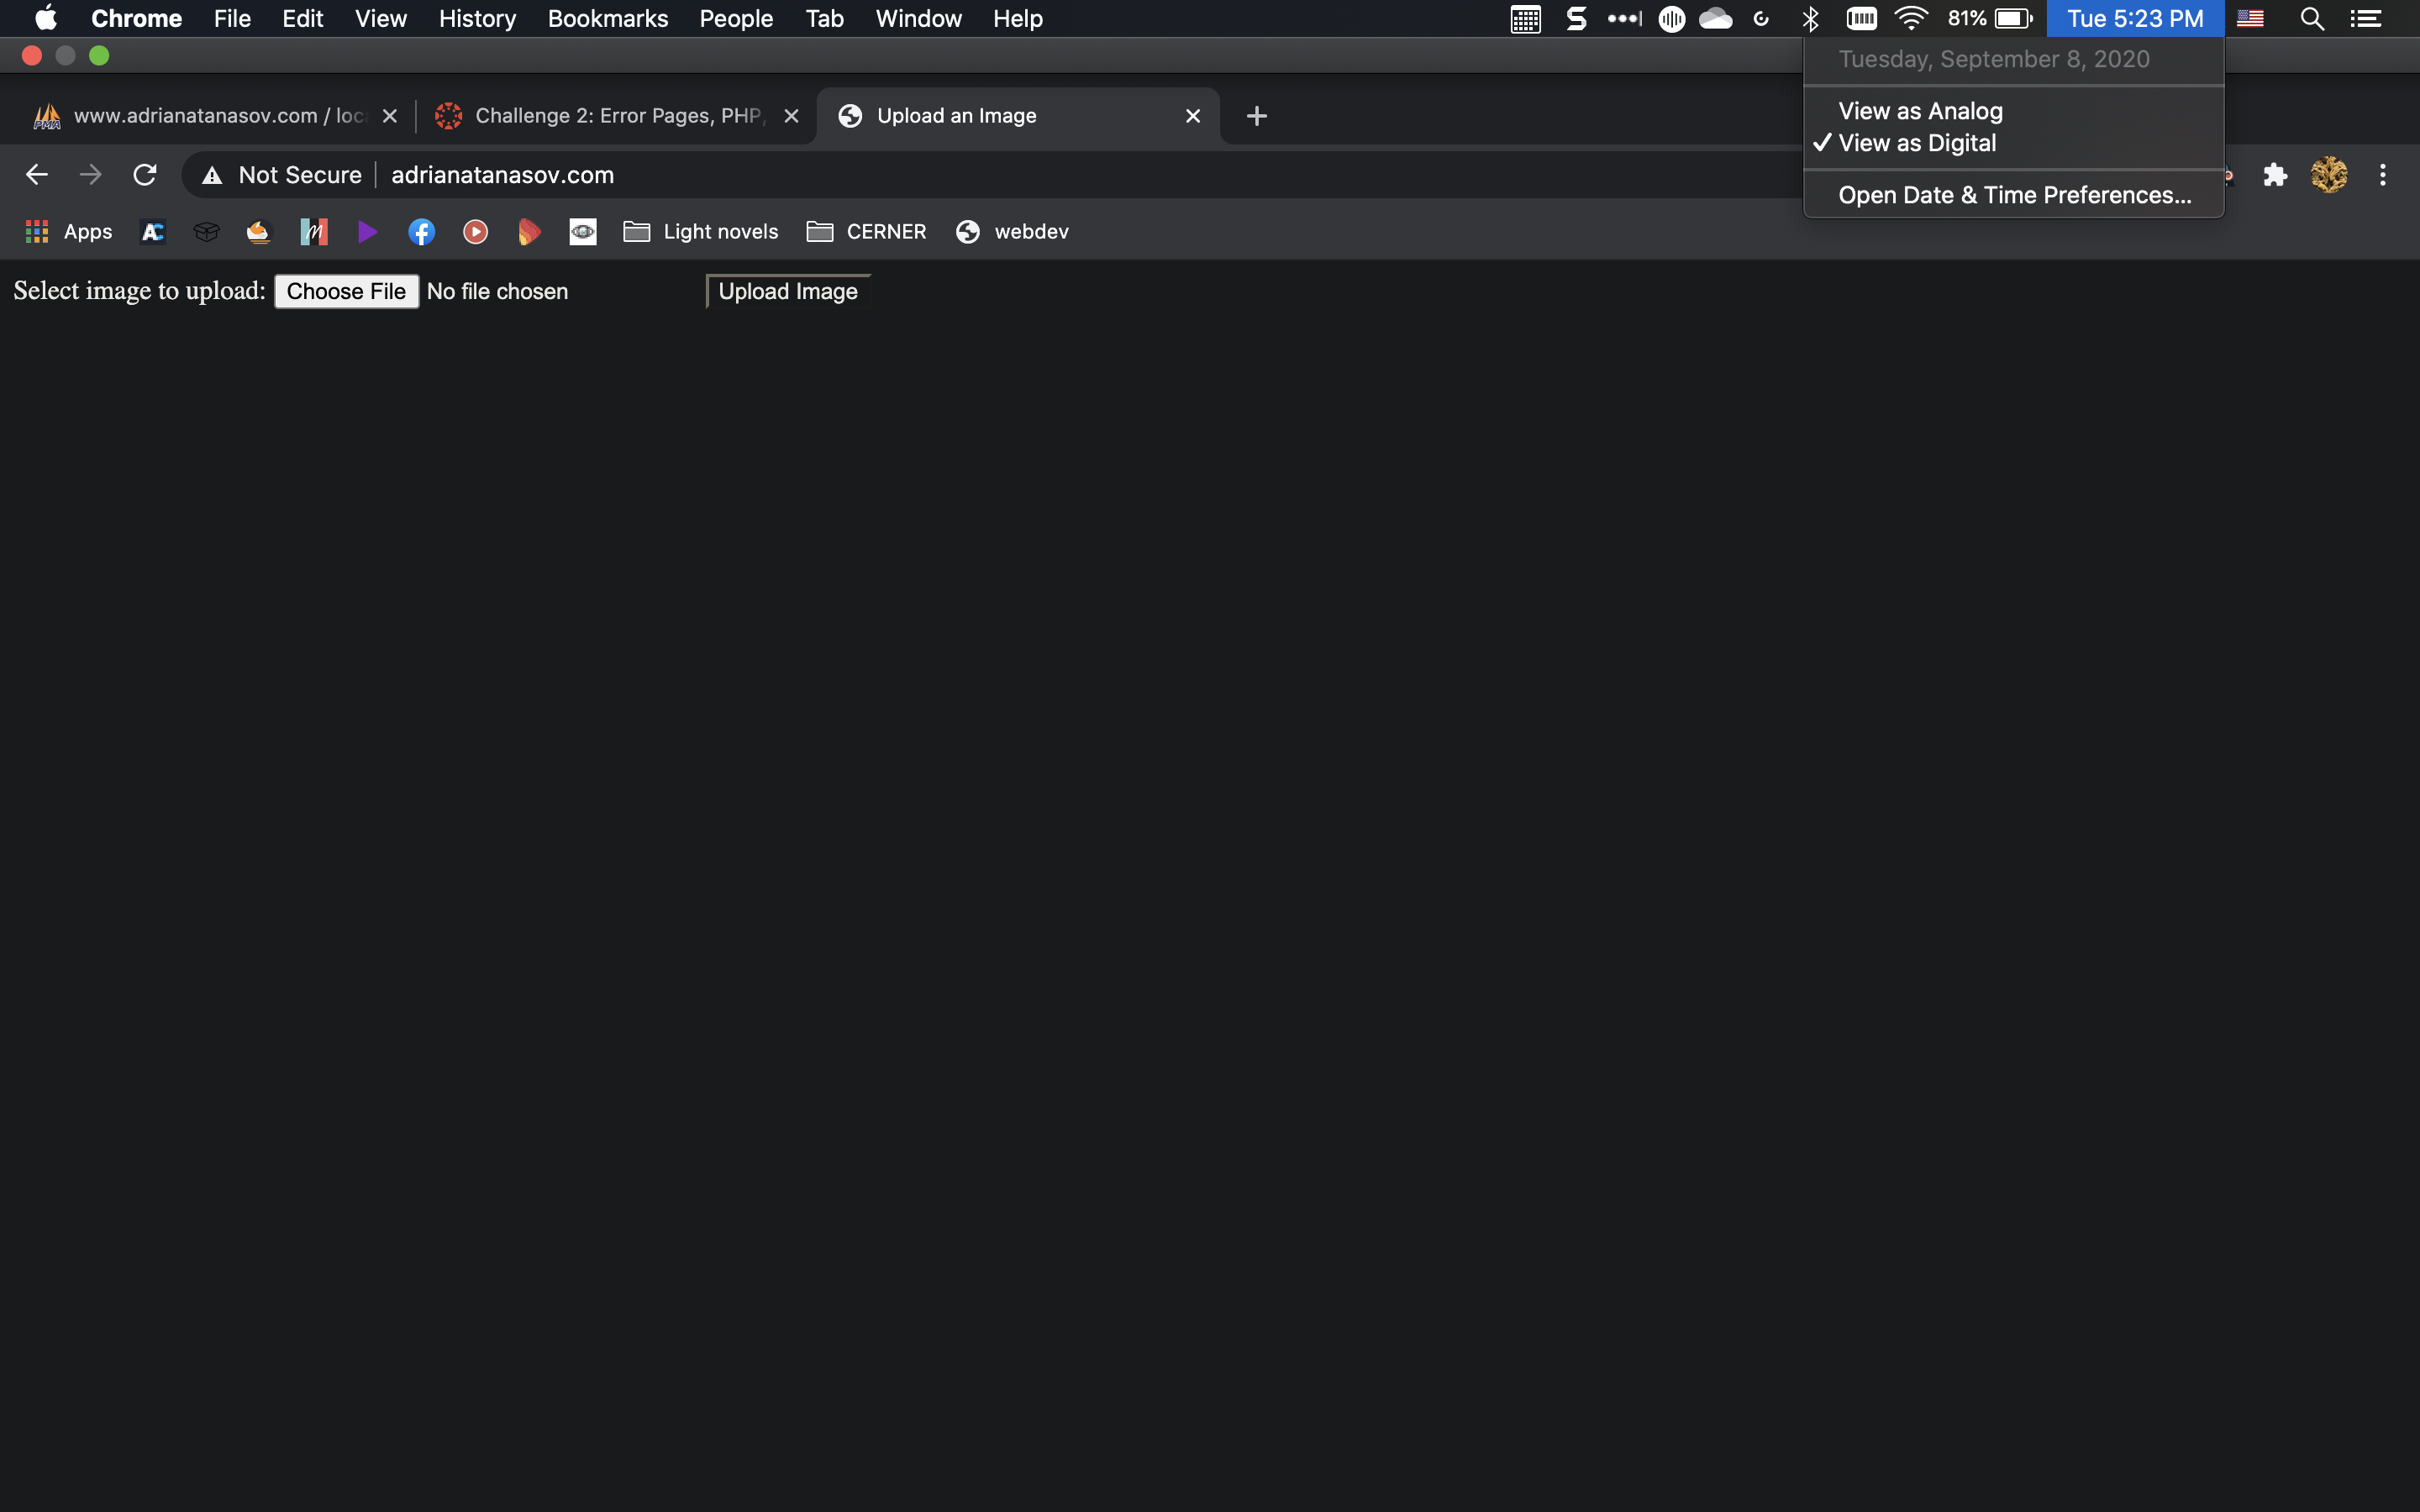 Chrome File Edit View History Bookmarks People Tab Window Help 81% Tue 5:23 PM
Tuesday, September 8, 2020
View as Analog
✓ View as Digital
Open Date & Time Preferences...
www.adrianatanasov.com / loc
Challenge 2: Error Pages, PHP,
Upload an Image
Not Secure adrianatanasov.com
Apps Light novels CERNER webdev
Select image to upload: Choose File No file chosen Upload Image